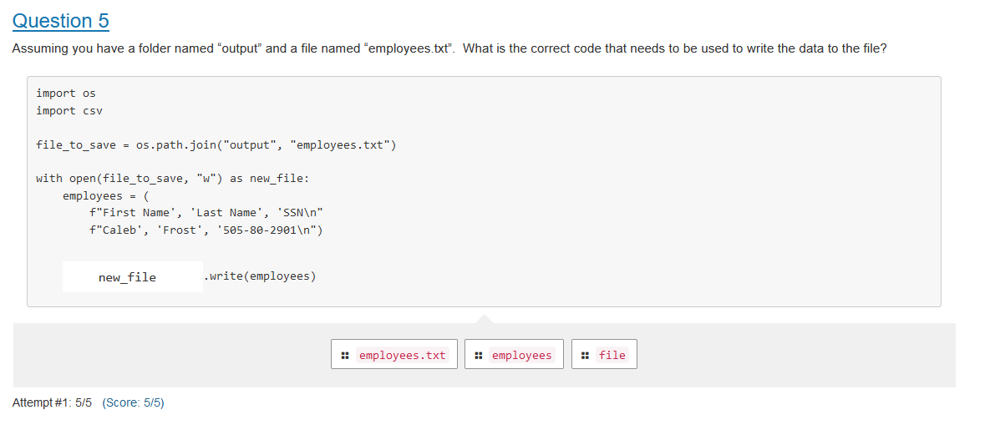 Question 5
Assuming you have a folder named “output” and a file named “employees.txt”.  What is the correct code that needs to be used to write the data to the file?
import os
import csv
file_to_save = os.path.join("output", "employees.txt")
with open(file_to_save, "w") as new_file:
    employees = (
        f"First Name', 'Last Name', 'SSN\n"
        f"Caleb', 'Frost', '505-80-2901\n")
    new_file .write(employees)
employees.txt employees file
Attempt #1: 5/5 (Score: 5/5)